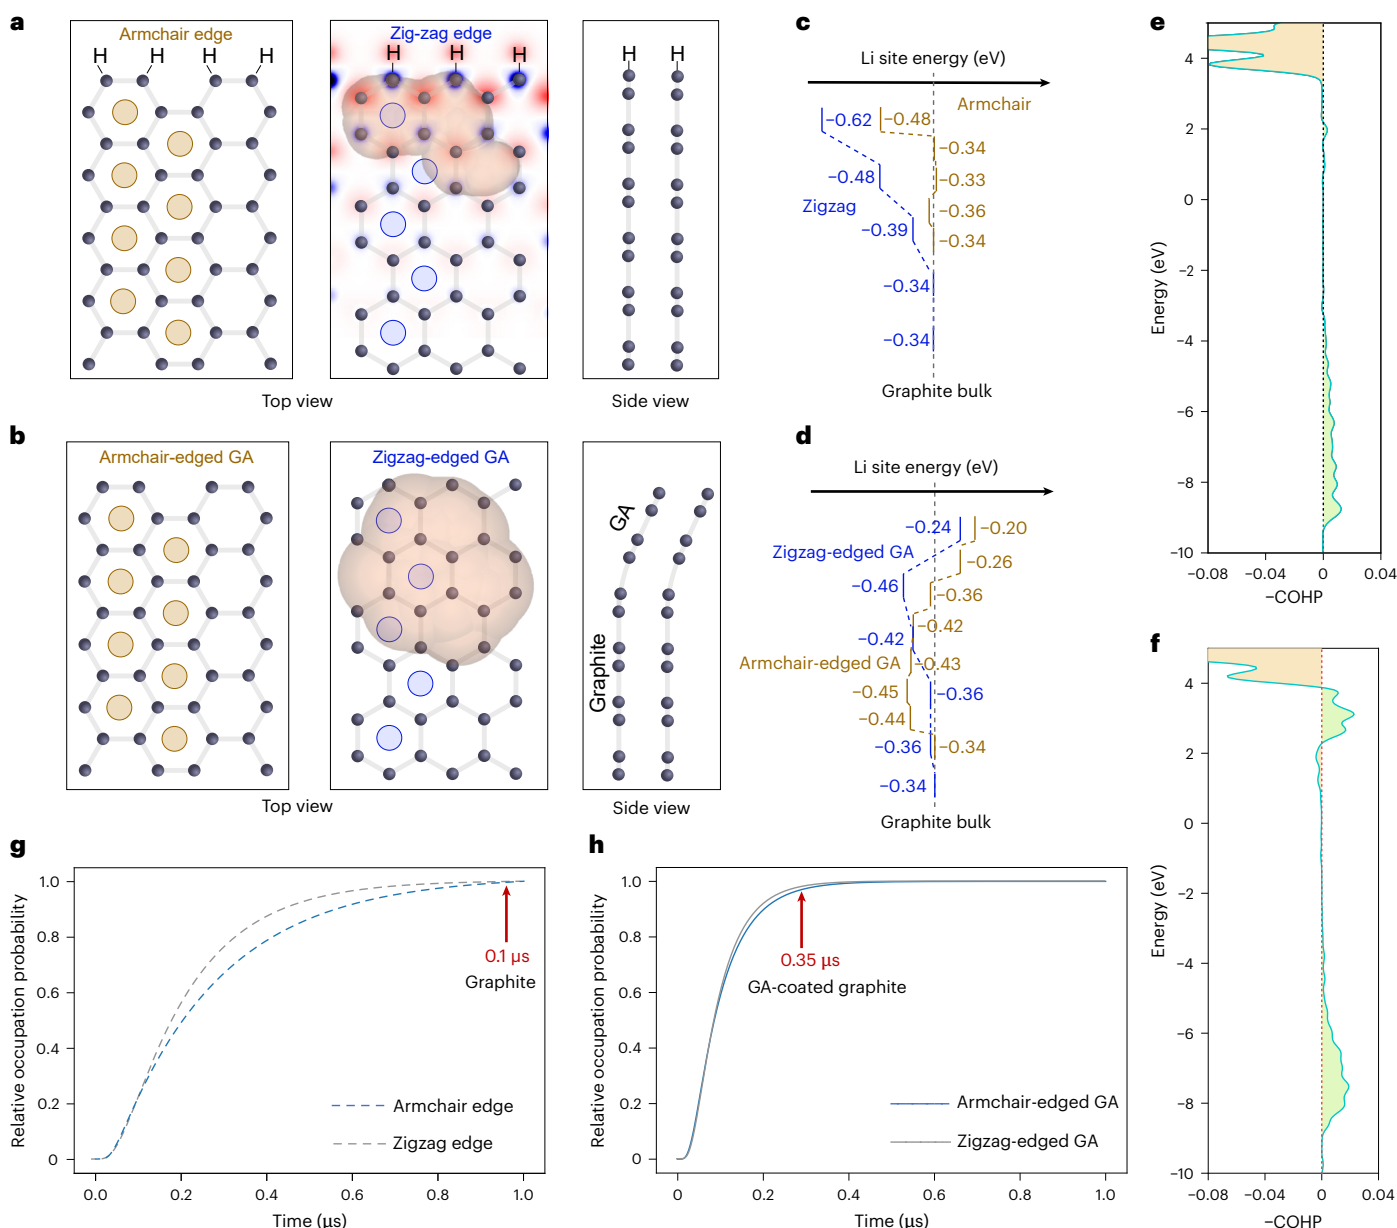 a
Armchair edge
H H H H
Zig-zag edge
H H H
H H
Top view
Side view
b
Armchair-edged GA
Zigzag-edged GA
GA
Graphite
Top view
Side view
c
Li site energy (eV)
Armchair
−0.62
−0.48
−0.34
−0.48
−0.33
Zigzag
−0.36
−0.39
−0.34
−0.34
−0.34
Graphite bulk
d
Li site energy (eV)
−0.24
−0.20
Zigzag-edged GA
−0.26
−0.46
−0.36
−0.42
−0.42
Armchair-edged GA
−0.43
−0.45
−0.36
−0.44
−0.36
−0.34
−0.34
Graphite bulk
e
4
2
0
−2
−4
−6
−8
−10
Energy (eV)
−0.08 −0.04 0 0.04
−COHP
f
4
2
0
−2
−4
−6
−8
−10
Energy (eV)
−0.08 −0.04 0 0.04
−COHP
g
Relative occupation probability
1.0
0.8
0.6
0.4
0.2
0
0.1 µs
Graphite
Armchair edge
Zigzag edge
0.0 0.2 0.4 0.6 0.8 1.0
Time (µs)
h
Relative occupation probability
1.0
0.8
0.6
0.4
0.2
0
0.35 µs
GA-coated graphite
Armchair-edged GA
Zigzag-edged GA
0 0.2 0.4 0.6 0.8 1.0
Time (µs)